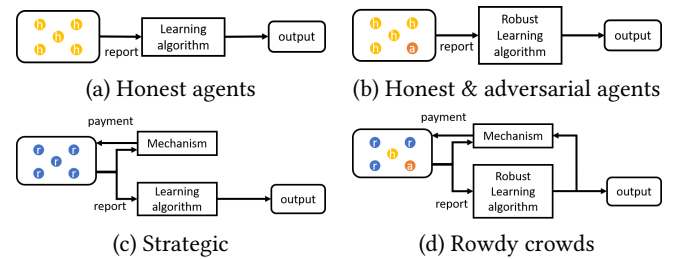 h h
h
h h
report
Learning
algorithm
output
(a) Honest agents
h h
h
h a
report
Robust
Learning
algorithm
output
(b) Honest & adversarial agents
payment
r r
r
r r
Mechanism
report
Learning
algorithm
output
(c) Strategic
payment
r r
h
r a
Mechanism
report
Robust
Learning
algorithm
output
(d) Rowdy crowds